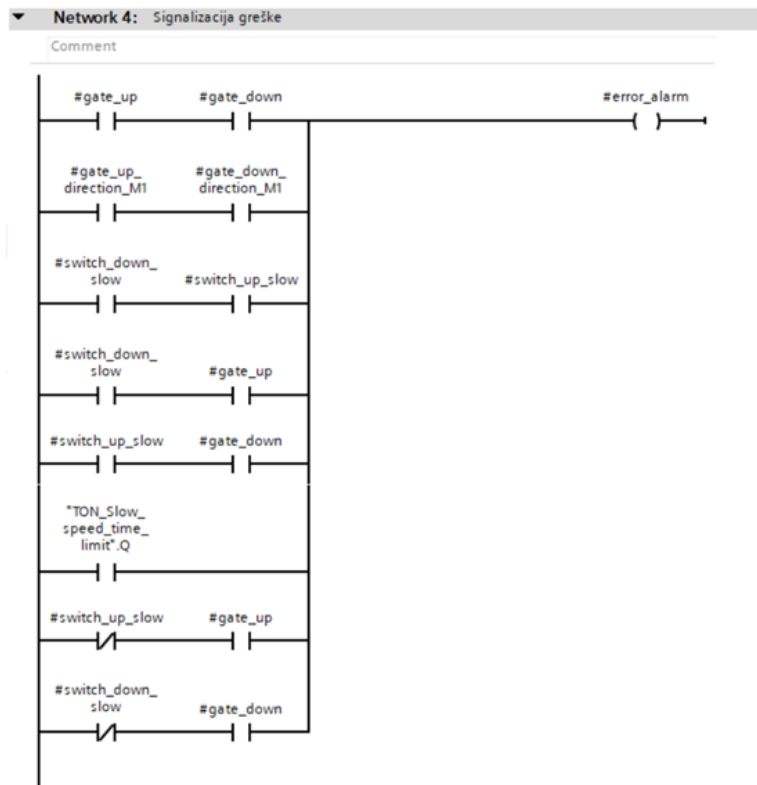 Network 4: Signalizacija greške
Comment
#gate_up #gate_down #error_alarm
#gate_up_ #gate_down_
direction_M1 direction_M1
#switch_down_
slow #switch_up_slow
#switch_down_
slow #gate_up
#switch_up_slow #gate_down
"TON_Slow_
speed_time_
limit".Q
#switch_up_slow #gate_up
#switch_down_
slow #gate_down